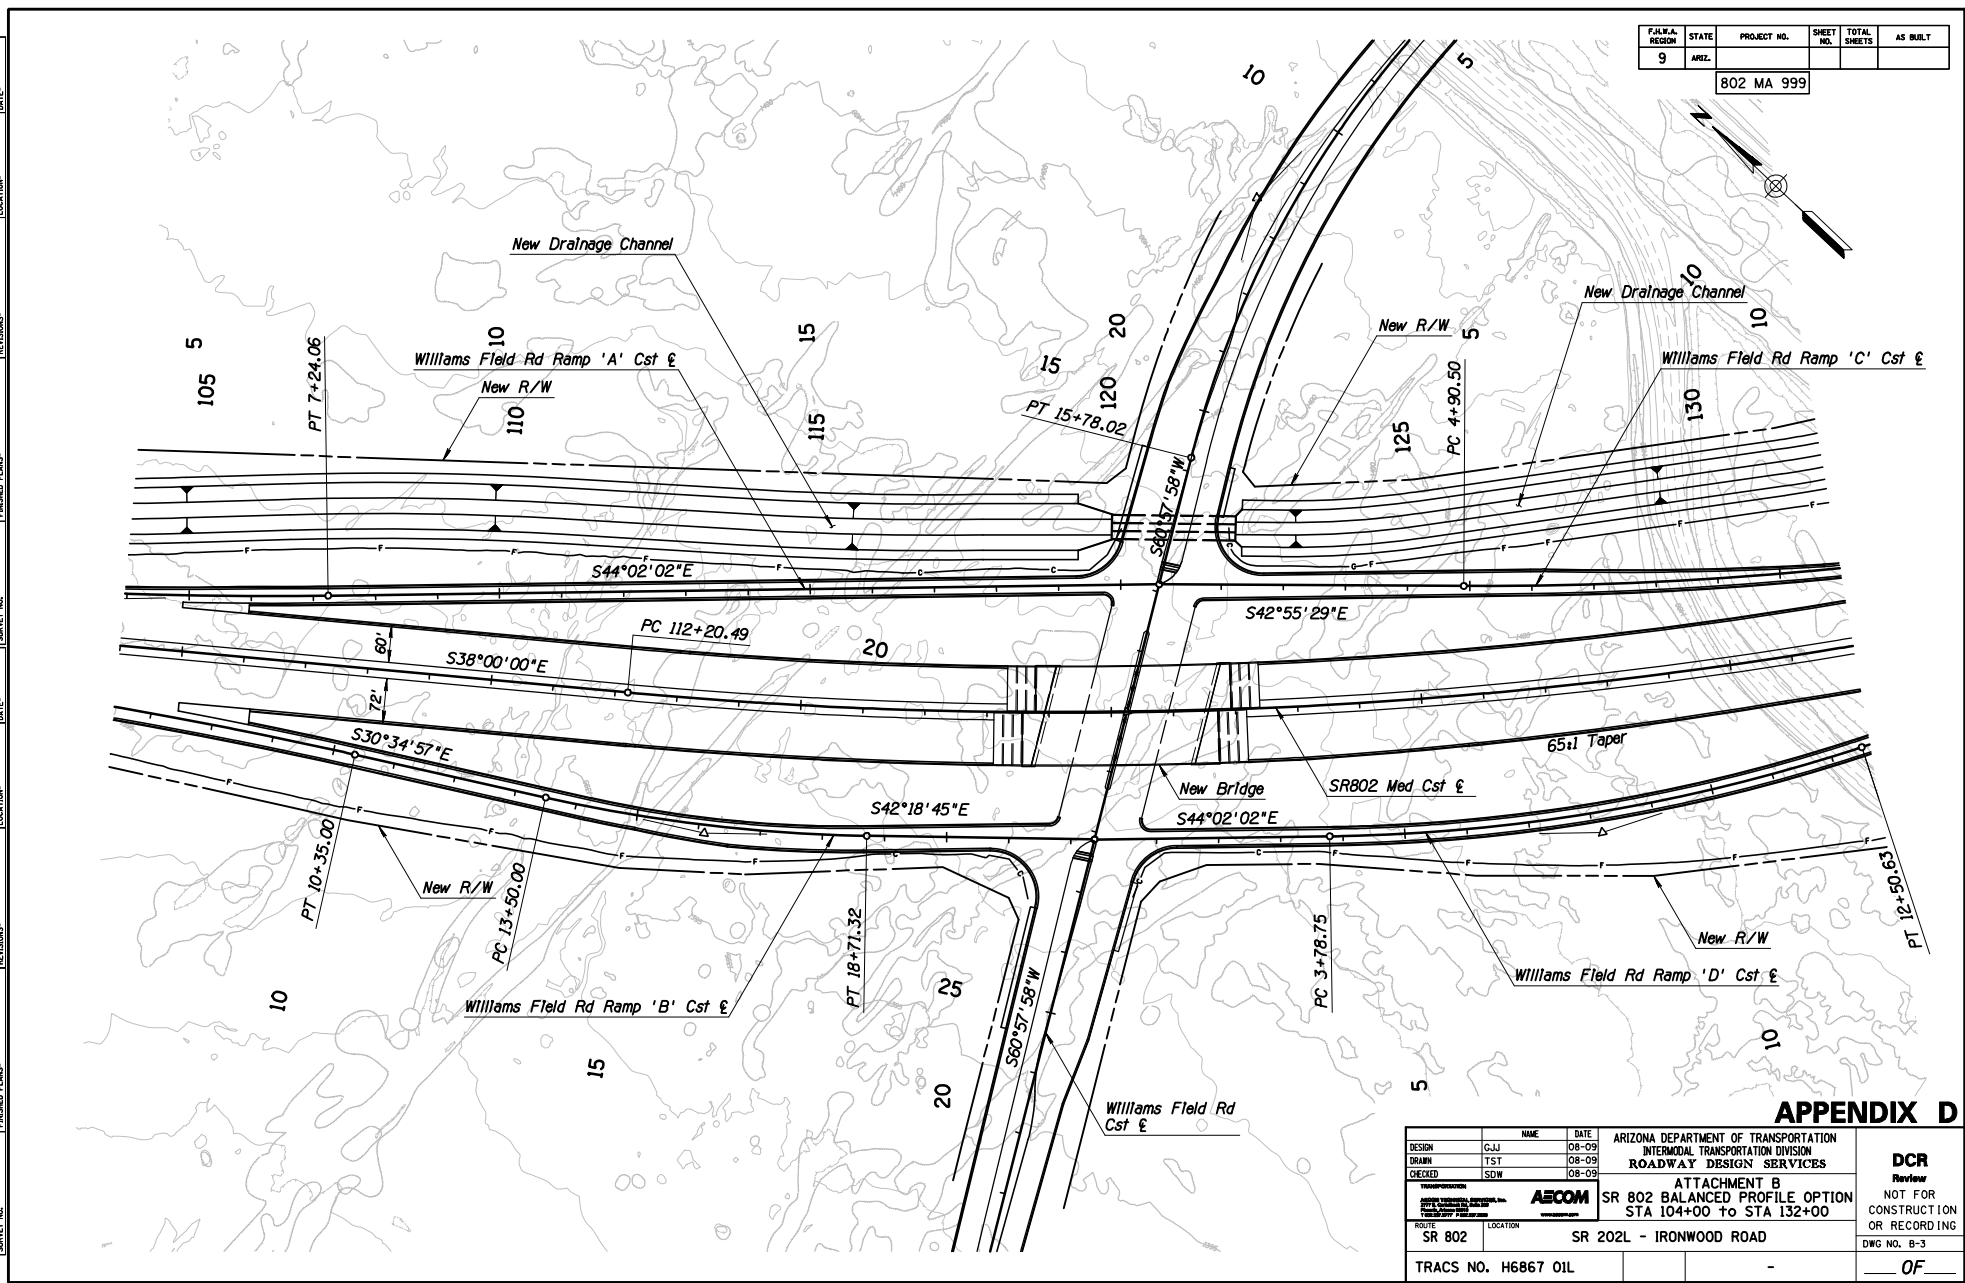 F.H.W.A. REGION
STATE
PROJECT NO.
SHEET NO.
TOTAL SHEETS
AS BUILT
9
ARIZ.
802 MA 999
N
10
5
New Drainage Channel
10
New Drainage Channel
5
105
PT 7+24.06
10
110
Williams Field Rd Ramp 'A' Cst ℄
New R/W
15
115
20
15
120
PT 15+78.02
New R/W
5
125
PC 4+90.50
10
130
Williams Field Rd Ramp 'C' Cst ℄
S60°57'58"W
S44°02'02"E
S42°55'29"E
60'
72'
S38°00'00"E
PC 112+20.49
20
S30°34'57"E
65:1 Taper
New Bridge
SR802 Med Cst ℄
S42°18'45"E
S44°02'02"E
PT 10+35.00
New R/W
PC 13+50.00
PT 18+71.32
PC 3+78.75
PT 12+50.63
New R/W
Williams Field Rd Ramp 'D' Cst ℄
10
Williams Field Rd Ramp 'B' Cst ℄
25
S60°57'58"W
15
20
5
10
Williams Field Rd
Cst ℄
APPENDIX D
NAME DATE
DESIGN GJJ 08-09
DRAWN TST 08-09
CHECKED SDW 08-09
ARIZONA DEPARTMENT OF TRANSPORTATION
INTERMODAL TRANSPORTATION DIVISION
ROADWAY DESIGN SERVICES
TRANSPORTATION
AECOM
ATTACHMENT B
SR 802 BALANCED PROFILE OPTION
STA 104+00 to STA 132+00
DCR
Review
NOT FOR
CONSTRUCTION
OR RECORDING
ROUTE
SR 802
LOCATION
SR 202L - IRONWOOD ROAD
DWG NO. B-3
TRACS NO. H6867 01L
-
OF